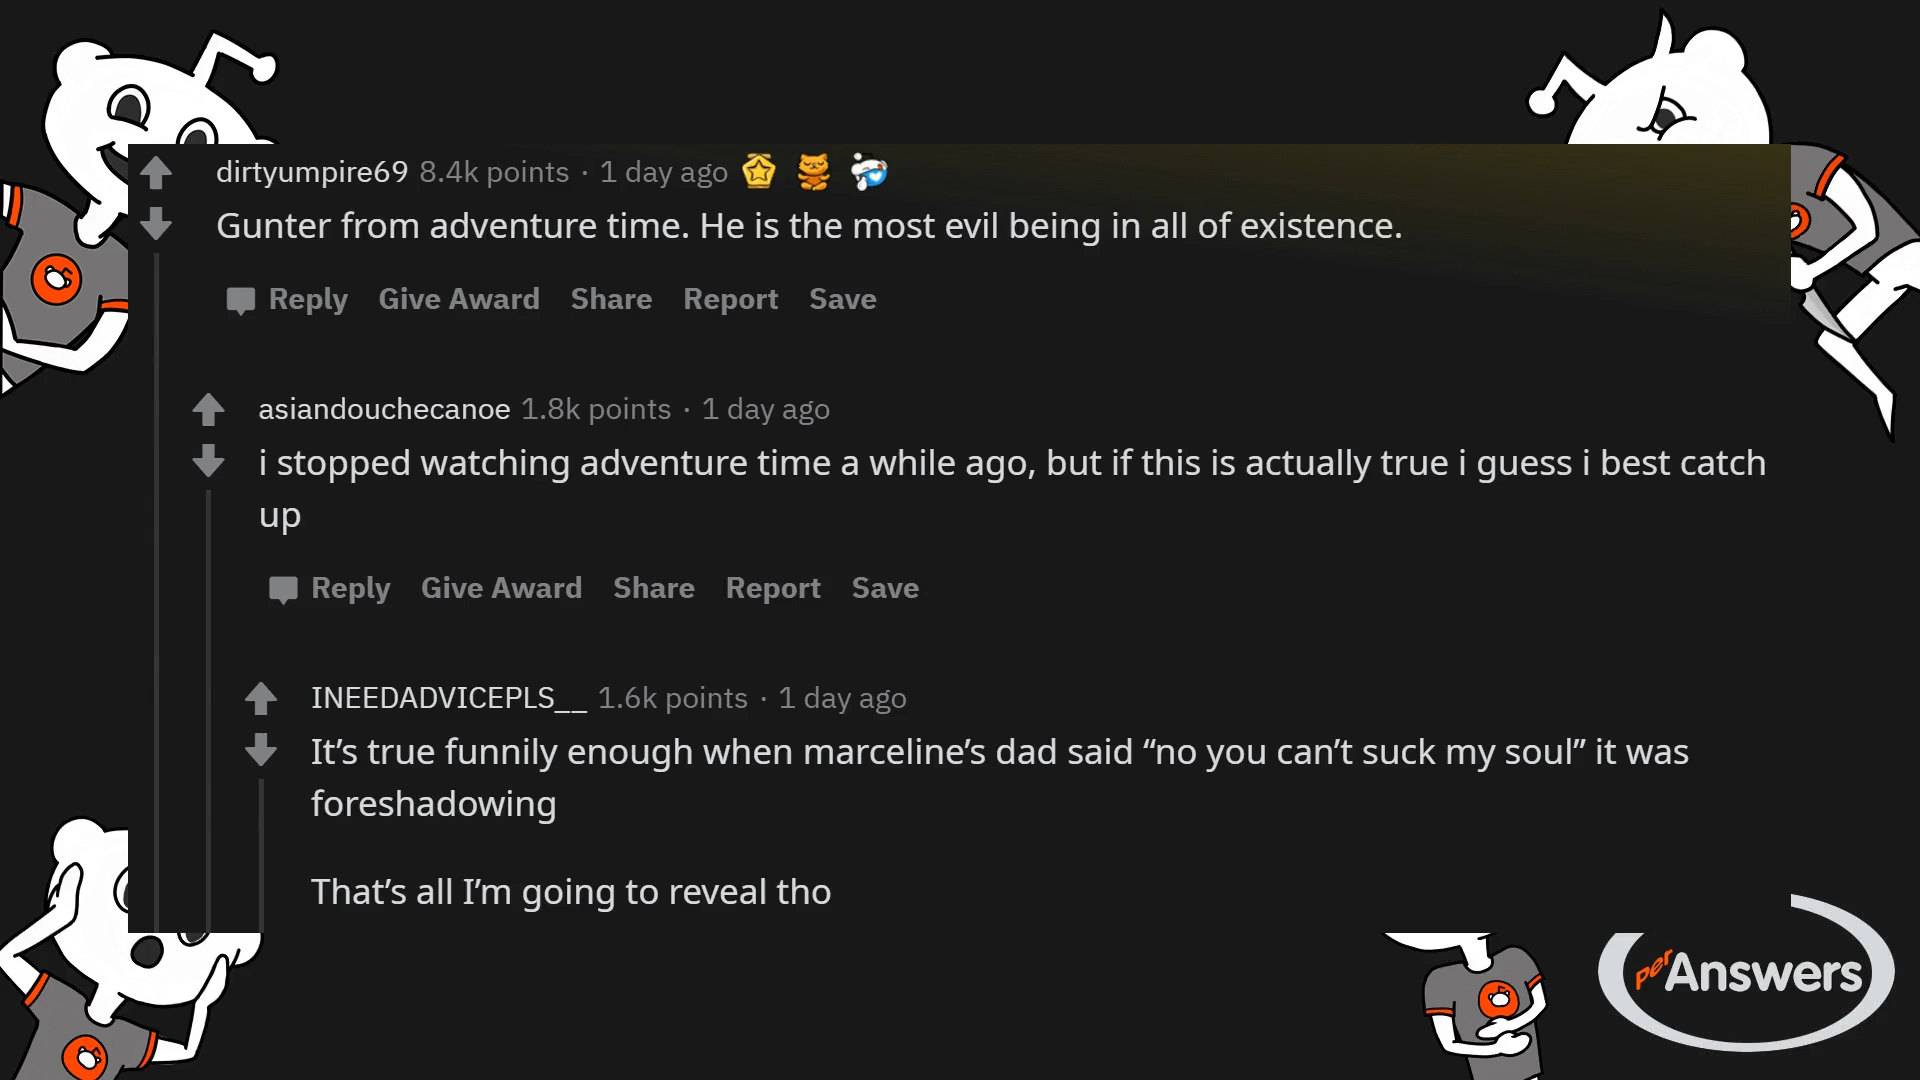 dirtyumpire69 8.4k points · 1 day ago
Gunter from adventure time. He is the most evil being in all of existence.
Reply Give Award Share Report Save
asiandouchecanoe 1.8k points · 1 day ago
i stopped watching adventure time a while ago, but if this is actually true i guess i best catch
up
Reply Give Award Share Report Save
INEEDADVICEPLS__ 1.6k points · 1 day ago
It’s true funnily enough when marceline’s dad said “no you can’t suck my soul” it was
foreshadowing
That’s all I’m going to reveal tho
perAnswers